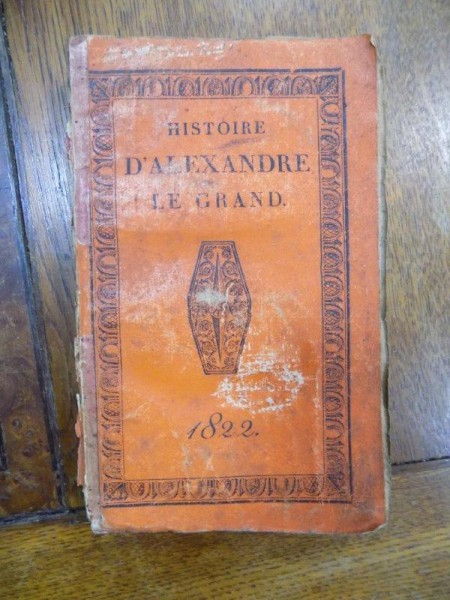 HISTOIRE
D'ALEXANDRE
LE GRAND.
1822.